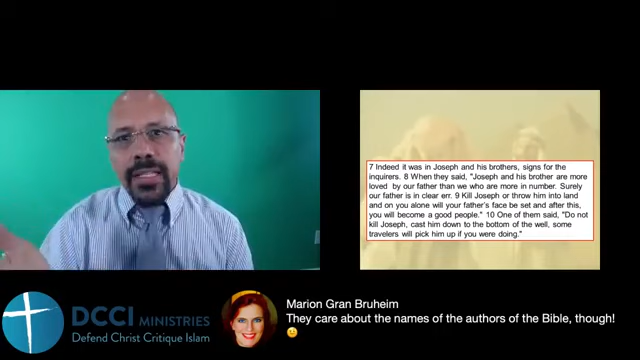 7 Indeed it was in Joseph and his brothers, signs for the
inquirers. 8 When they said, "Joseph and his brother are more
loved by our father than we who are more in number. Surely
our father is in clear err. 9 Kill Joseph or throw him into land
and on you alone will your father's face be set and after this,
you will become a good people." 10 One of them said, "Do not
kill Joseph, cast him down to the bottom of the well, some
travelers will pick him up if you were doing."
DCCI MINISTRIES
Defend Christ Critique Islam
Marion Gran Bruheim
They care about the names of the authors of the Bible, though!